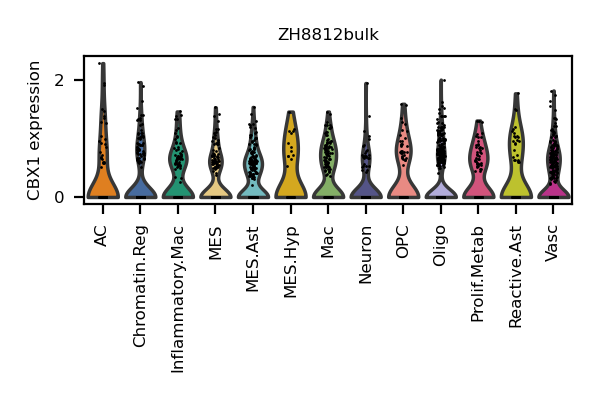 ZH8812bulk
CBX1 expression
2
0
AC
Chromatin.Reg
Inflammatory.Mac
MES
MES.Ast
MES.Hyp
Mac
Neuron
OPC
Oligo
Prolif.Metab
Reactive.Ast
Vasc